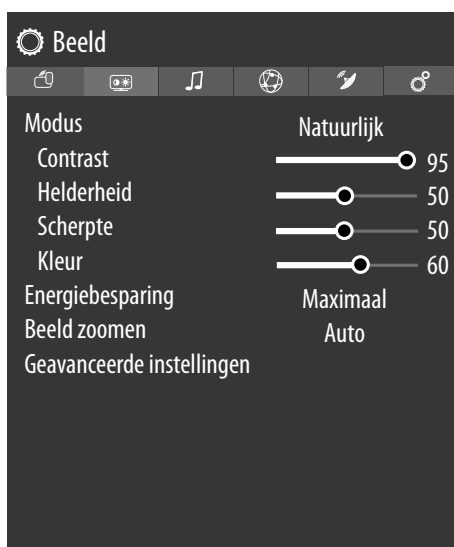 Beeld
Modus Natuurlijk
Contrast 95
Helderheid 50
Scherpte 50
Kleur 60
Energiebesparing Maximaal
Beeld zoomen Auto
Geavanceerde instellingen